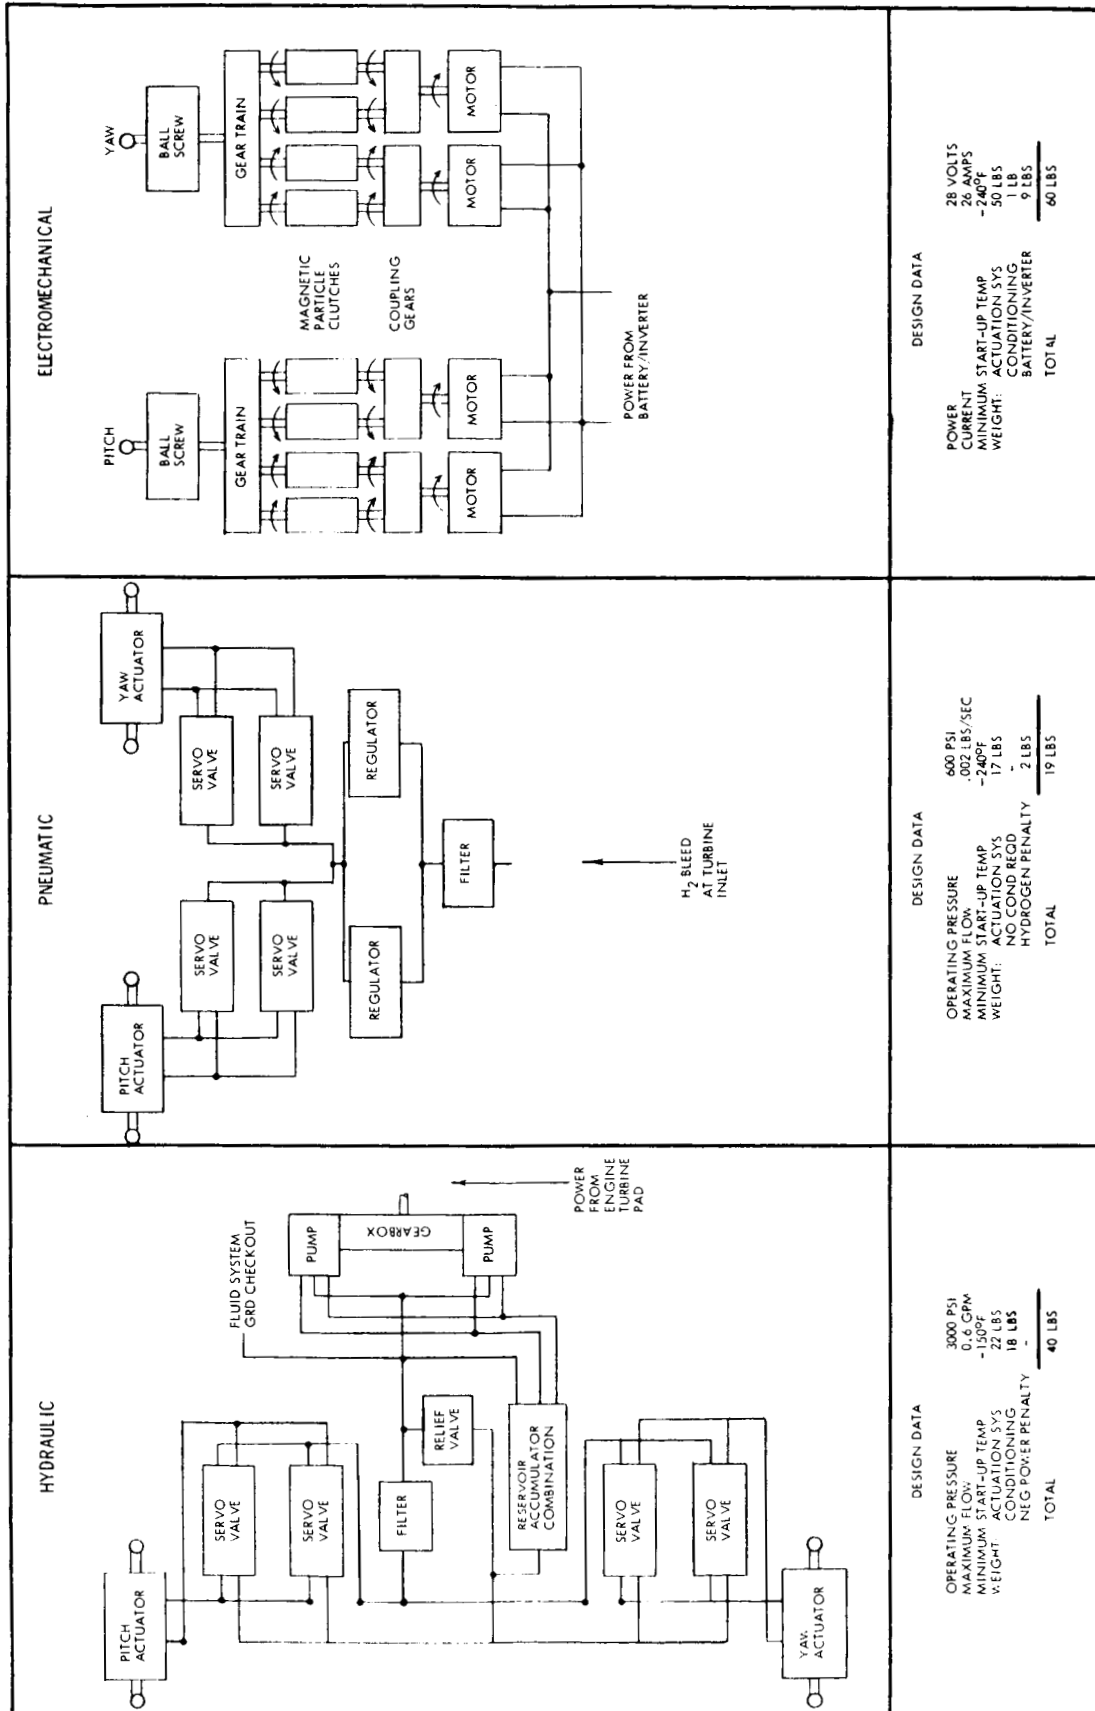 HYDRAULIC
PITCH
ACTUATOR
SERVO
VALVE
SERVO
VALVE
FLUID SYSTEM
GRD CHECKOUT
PUMP
GEARBOX
PUMP
POWER
FROM
ENGINE
TURBINE
PAD
FILTER
RELIEF
VALVE
RESERVOIR
ACCUMULATOR
COMBINATION
SERVO
VALVE
SERVO
VALVE
YAW
ACTUATOR
DESIGN DATA
OPERATING PRESSURE 3000 PSI
MAXIMUM FLOW 0.6 GPM
MINIMUM START-UP TEMP -150°F
WEIGHT: ACTUATION SYS 22 LBS
CONDITIONING 18 LBS
NEG POWER PENALTY -
TOTAL 40 LBS
PNEUMATIC
PITCH
ACTUATOR
YAW
ACTUATOR
SERVO
VALVE
SERVO
VALVE
SERVO
VALVE
SERVO
VALVE
REGULATOR
REGULATOR
FILTER
H2 BLEED
AT TURBINE
INLET
DESIGN DATA
OPERATING PRESSURE 600 PSI
MAXIMUM FLOW .002 LBS/SEC
MINIMUM START-UP TEMP -240°F
WEIGHT: ACTUATION SYS 17 LBS
NO COND REQD -
HYDROGEN PENALTY 2 LBS
TOTAL 19 LBS
ELECTROMECHANICAL
PITCH
YAW
BALL
SCREW
BALL
SCREW
GEAR TRAIN
GEAR TRAIN
MAGNETIC
PARTICLE
CLUTCHES
COUPLING
GEARS
MOTOR
MOTOR
MOTOR
MOTOR
POWER FROM
BATTERY/INVERTER
DESIGN DATA
POWER 28 VOLTS
CURRENT 26 AMPS
MINIMUM START-UP TEMP -240°F
WEIGHT: ACTUATION SYS 50 LBS
CONDITIONING 1 LB
BATTERY/INVERTER 9 LBS
TOTAL 60 LBS